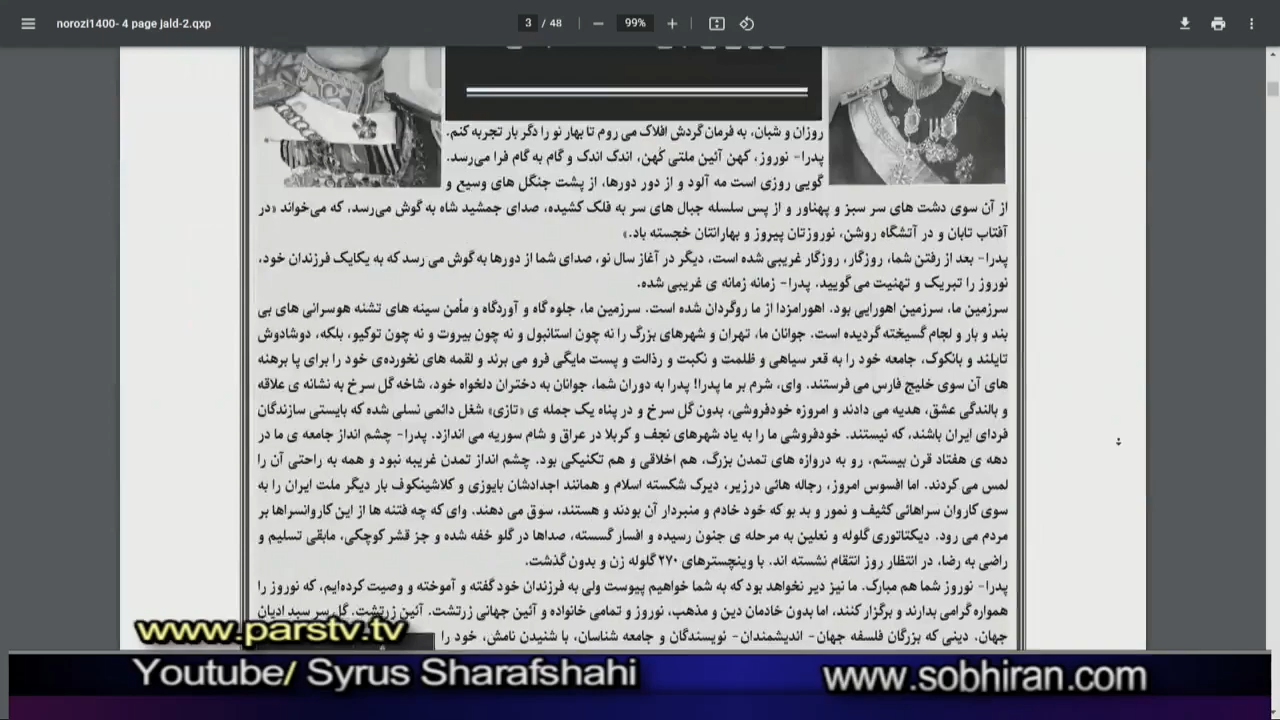 norozi1400- 4 page jald-2.qxp
3 / 48
99%
روزان و شبان، به فرمان گردش افلاک می روم تا بهار نو را دگر بار تجربه کنم.
پدرا- نوروز، کهن آئین ملتی کُهن، اندک اندک و گام به گام فرا می‌رسد.
گویی روزی است مه آلود و از دور دورها، از پشت جنگل های وسیع و
از آن سوی دشت های سر سبز و پهناور و از پس سلسله جبال های سر به فلک کشیده، صدای جمشید شاه به گوش می‌رسد، که می‌خواند «در
آفتاب تابان و در آتشگاه روشن، نوروزتان پیروز و بهارانتان خجسته باد.»
پدرا- بعد از رفتن شما، روزگار، روزگار غریبی شده است، دیگر در آغاز سال نو، صدای شما از دورها به گوش می رسد که به یکایک فرزندان خود،
نوروز را تبریک و تهنیت می گویید. پدرا- زمانه زمانه ی غریبی شده.
سرزمین ما، سرزمین اهورایی بود. اهورامزدا از ما روگردان شده است. سرزمین ما، جلوه گاه و آوردگاه و مأمن سینه های تشنه هوسرانی های بی
بند و بار و لجام گسیخته گردیده است. جوانان ما، تهران و شهرهای بزرگ را نه چون استانبول و نه چون بیروت و نه چون توکیو، بلکه، دوشادوش
تایلند و بانکوک، جامعه خود را به قعر سیاهی و ظلمت و نکبت و رذالت و پست مایگی فرو می برند و لقمه های نخورده‌ی خود را برای پا برهنه
های آن سوی خلیج فارس می فرستند. وای، شرم بر ما پدرا! پدرا به دوران شما، جوانان به دختران دلخواه خود، شاخه گل سرخ به نشانه ی علاقه
و بالندگی عشق، هدیه می دادند و امروزه خودفروشی، بدون گل سرخ و در پناه یک جمله ی «تازی» شغل دائمی نسلی شده که بایستی سازندگان
فردای ایران باشند، که نیستند. خودفروشی ما را به یاد شهرهای نجف و کربلا در عراق و شام سوریه می اندازد. پدرا- چشم انداز جامعه ی ما در
دهه ی هفتاد قرن بیستم، رو به دروازه های تمدن بزرگ، هم اخلاقی و هم تکنیکی بود. چشم انداز تمدن غریبه نبود و همه به راحتی آن را
لمس می کردند. اما افسوس امروز، رجاله هائی درزیر، دیرک شکسته اسلام و همانند اجدادشان بایوزی و کلاشینکوف بار دیگر ملت ایران را به
سوی کاروان سراهائی کثیف و نمور و بد بو که خود خادم و منبردار آن بودند و هستند، سوق می دهند. وای که چه فتنه ها از این کاروانسراها بر
مردم می رود. دیکتاتوری گلوله و نعلین به مرحله ی جنون رسیده و افسار گسسته، صداها در گلو خفه شده و جز قشر کوچکی، مابقی تسلیم و
راضی به رضا، در انتظار روز انتقام نشسته اند. با وینچسترهای ۲۷۰ گلوله زن و بدون گذشت.
پدرا- نوروز شما هم مبارک. ما نیز دیر نخواهد بود که به شما خواهیم پیوست ولی به فرزندان خود گفته و آموخته و وصیت کرده‌ایم، که نوروز را
همواره گرامی بدارند و برگزار کنند، اما بدون خادمان دین و مذهب، نوروز و تمامی خانواده و آئین جهانی زرتشت. آئین زرتشت. گل سر سبد ادیان
جهان. دینی که بزرگان فلسفه جهان- اندیشمندان- نویسندگان و جامعه شناسان، با شنیدن نامش، خود را
www.parstv.tv
Youtube/ Syrus Sharafshahi
www.sobhiran.com